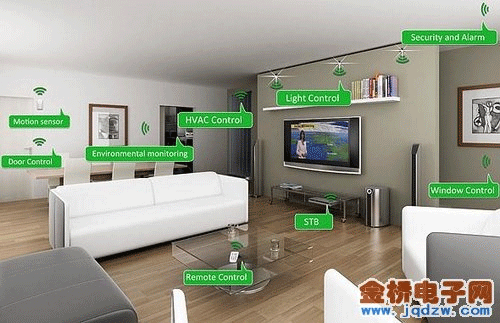 Security and Alarm
Light Control
Motion sensor
HVAC Control
Door Control
Environmental monitoring
Window Control
STB
Remote Control
金桥电子网
www.jqdzw.com